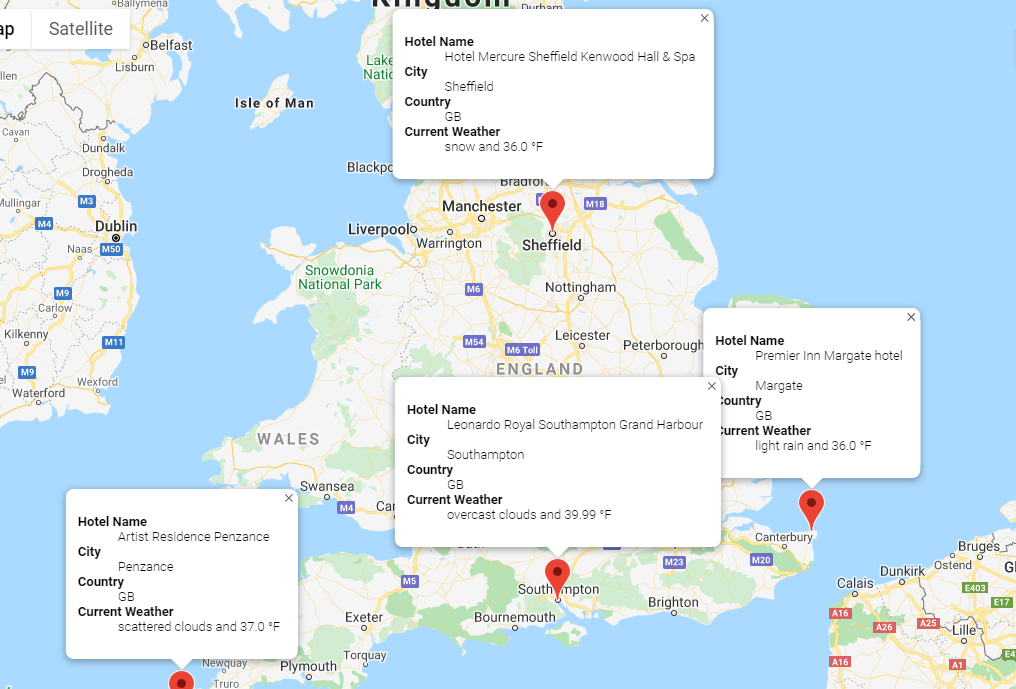 Kingdom
Ballymena
Durham
ap
Satellite
Belfast
Lisburn
Isle of Man
Hotel Name
Hotel Mercure Sheffield Kenwood Hall & Spa
City
Sheffield
Country
GB
Current Weather
snow and 36.0 °F
Lake
Natio
Cavan
Dundalk
Drogheda
Mullingar
M3
M4
Dublin
Naas
M50
M9
Carlow
Kilkenny
M11
M9
Wexford
Waterford
Blackpo
Bradfor
Manchester
M18
Liverpool
Warrington
Sheffield
Snowdonia
National Park
M6
Nottingham
M54
M6 Toll
Leicester
Peterborough
ENGLAND
WALES
Hotel Name
Premier Inn Margate hotel
City
Margate
Country
GB
Current Weather
light rain and 36.0 °F
Hotel Name
Leonardo Royal Southampton Grand Harbour
City
Southampton
Country
GB
Current Weather
overcast clouds and 39.99 °F
Swansea
M4
Car
Hotel Name
Artist Residence Penzance
City
Penzance
Country
GB
Current Weather
scattered clouds and 37.0 °F
Canterbury
M23
M20
M5
Southampton
Bournemouth
Brighton
Exeter
Torquay
Newquay
Plymouth
Truro
Bruges
Ostend
Dunkirk
Calais
E403
E17
A16
A26
A25
Lille
A16
A1
E4